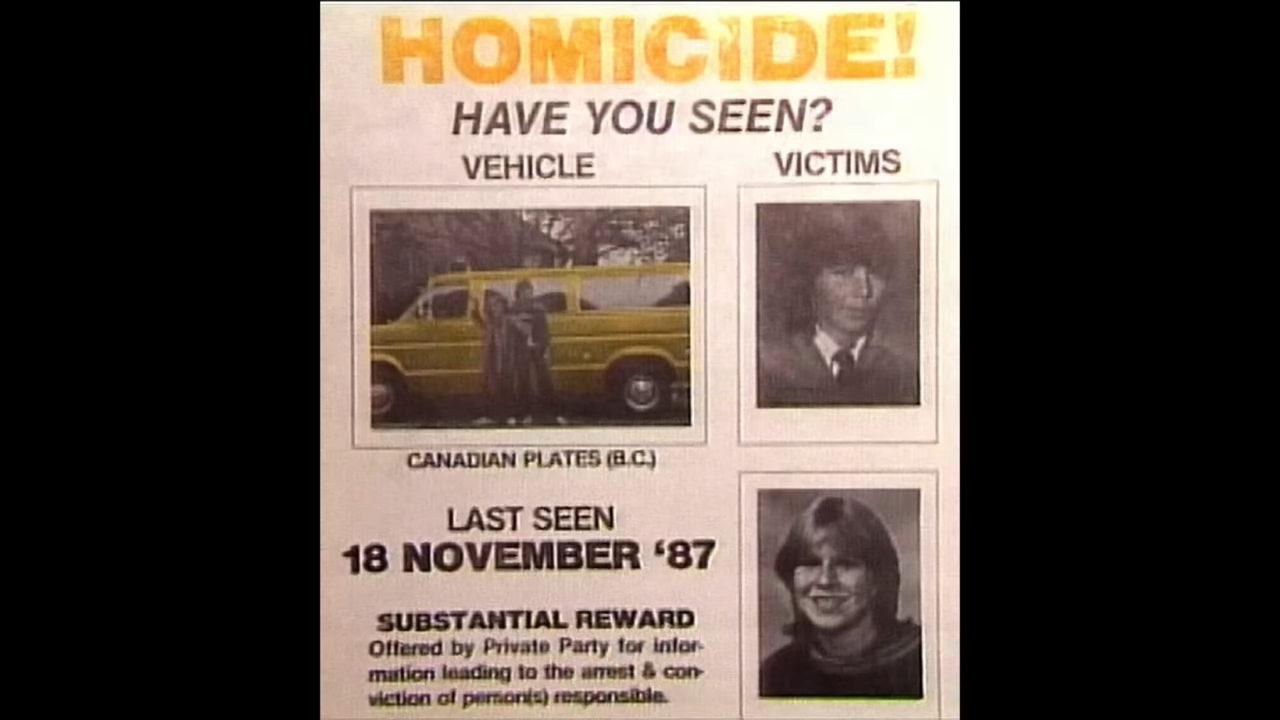 HOMICIDE!
HAVE YOU SEEN?
VEHICLE
VICTIMS
CANADIAN PLATES (B.C.)
LAST SEEN
18 NOVEMBER ‘87
SUBSTANTIAL REWARD
Offered by Private Party for infor-
mation leading to the arrest & con-
viction of person(s) responsible.